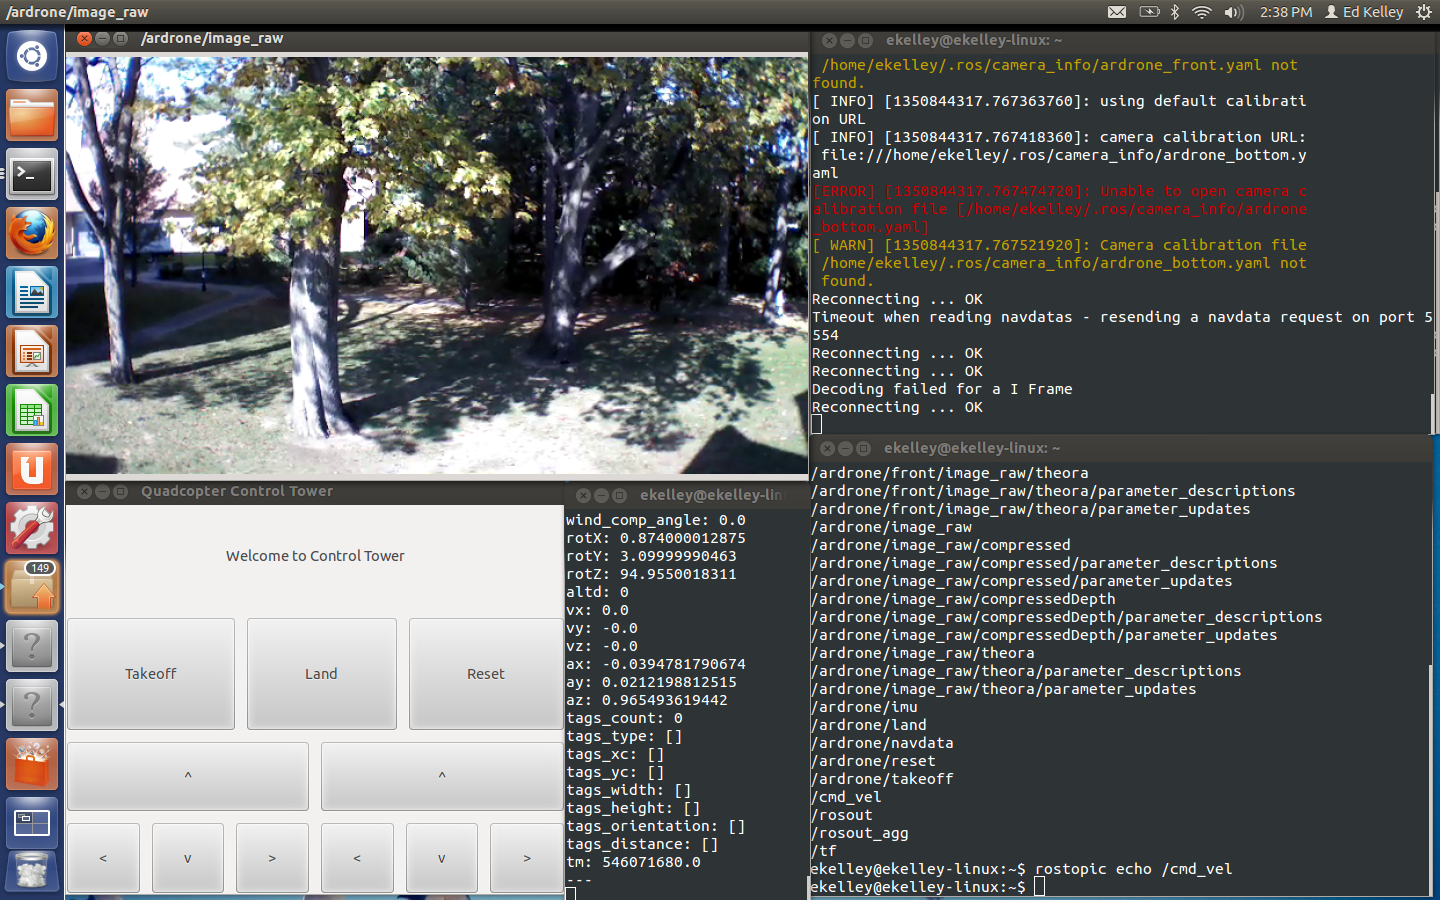 /ardrone/image_raw
2:38 PM
Ed Kelley
/ardrone/image_raw
ekelley@ekelley-linux: ~
/home/ekelley/.ros/camera_info/ardrone_front.yaml not
found.
[ INFO] [1350844317.767363760]: using default calibrati
on URL
[ INFO] [1350844317.767418360]: camera calibration URL:
file:///home/ekelley/.ros/camera_info/ardrone_bottom.y
aml
[ERROR] [1350844317.767474720]: Unable to open camera c
alibration file [/home/ekelley/.ros/camera_info/ardrone
_bottom.yaml]
[ WARN] [1350844317.767521920]: Camera calibration file
/home/ekelley/.ros/camera_info/ardrone_bottom.yaml not
found.
Reconnecting ... OK
Timeout when reading navdatas - resending a navdata request on port 5
554
Reconnecting ... OK
Reconnecting ... OK
Decoding failed for a I Frame
Reconnecting ... OK
149
Quadcopter Control Tower
Welcome to Control Tower
Takeoff
Land
Reset
^
^
<
v
>
<
v
>
ekelley@ekelley-lin
wind_comp_angle: 0.0
rotX: 0.874000012875
rotY: 3.09999990463
rotZ: 94.9550018311
altd: 0
vx: 0.0
vy: -0.0
vz: -0.0
ax: -0.0394781790674
ay: 0.0212198812515
az: 0.965493619442
tags_count: 0
tags_type: []
tags_xc: []
tags_yc: []
tags_width: []
tags_height: []
tags_orientation: []
tags_distance: []
tm: 546071680.0
---
ekelley@ekelley-linux: ~
/ardrone/front/image_raw/theora
/ardrone/front/image_raw/theora/parameter_descriptions
/ardrone/front/image_raw/theora/parameter_updates
/ardrone/image_raw
/ardrone/image_raw/compressed
/ardrone/image_raw/compressed/parameter_descriptions
/ardrone/image_raw/compressed/parameter_updates
/ardrone/image_raw/compressedDepth
/ardrone/image_raw/compressedDepth/parameter_descriptions
/ardrone/image_raw/compressedDepth/parameter_updates
/ardrone/image_raw/theora
/ardrone/image_raw/theora/parameter_descriptions
/ardrone/image_raw/theora/parameter_updates
/ardrone/imu
/ardrone/land
/ardrone/navdata
/ardrone/reset
/ardrone/takeoff
/cmd_vel
/rosout
/rosout_agg
/tf
ekelley@ekelley-linux:~$ rostopic echo /cmd_vel
ekelley@ekelley-linux:~$